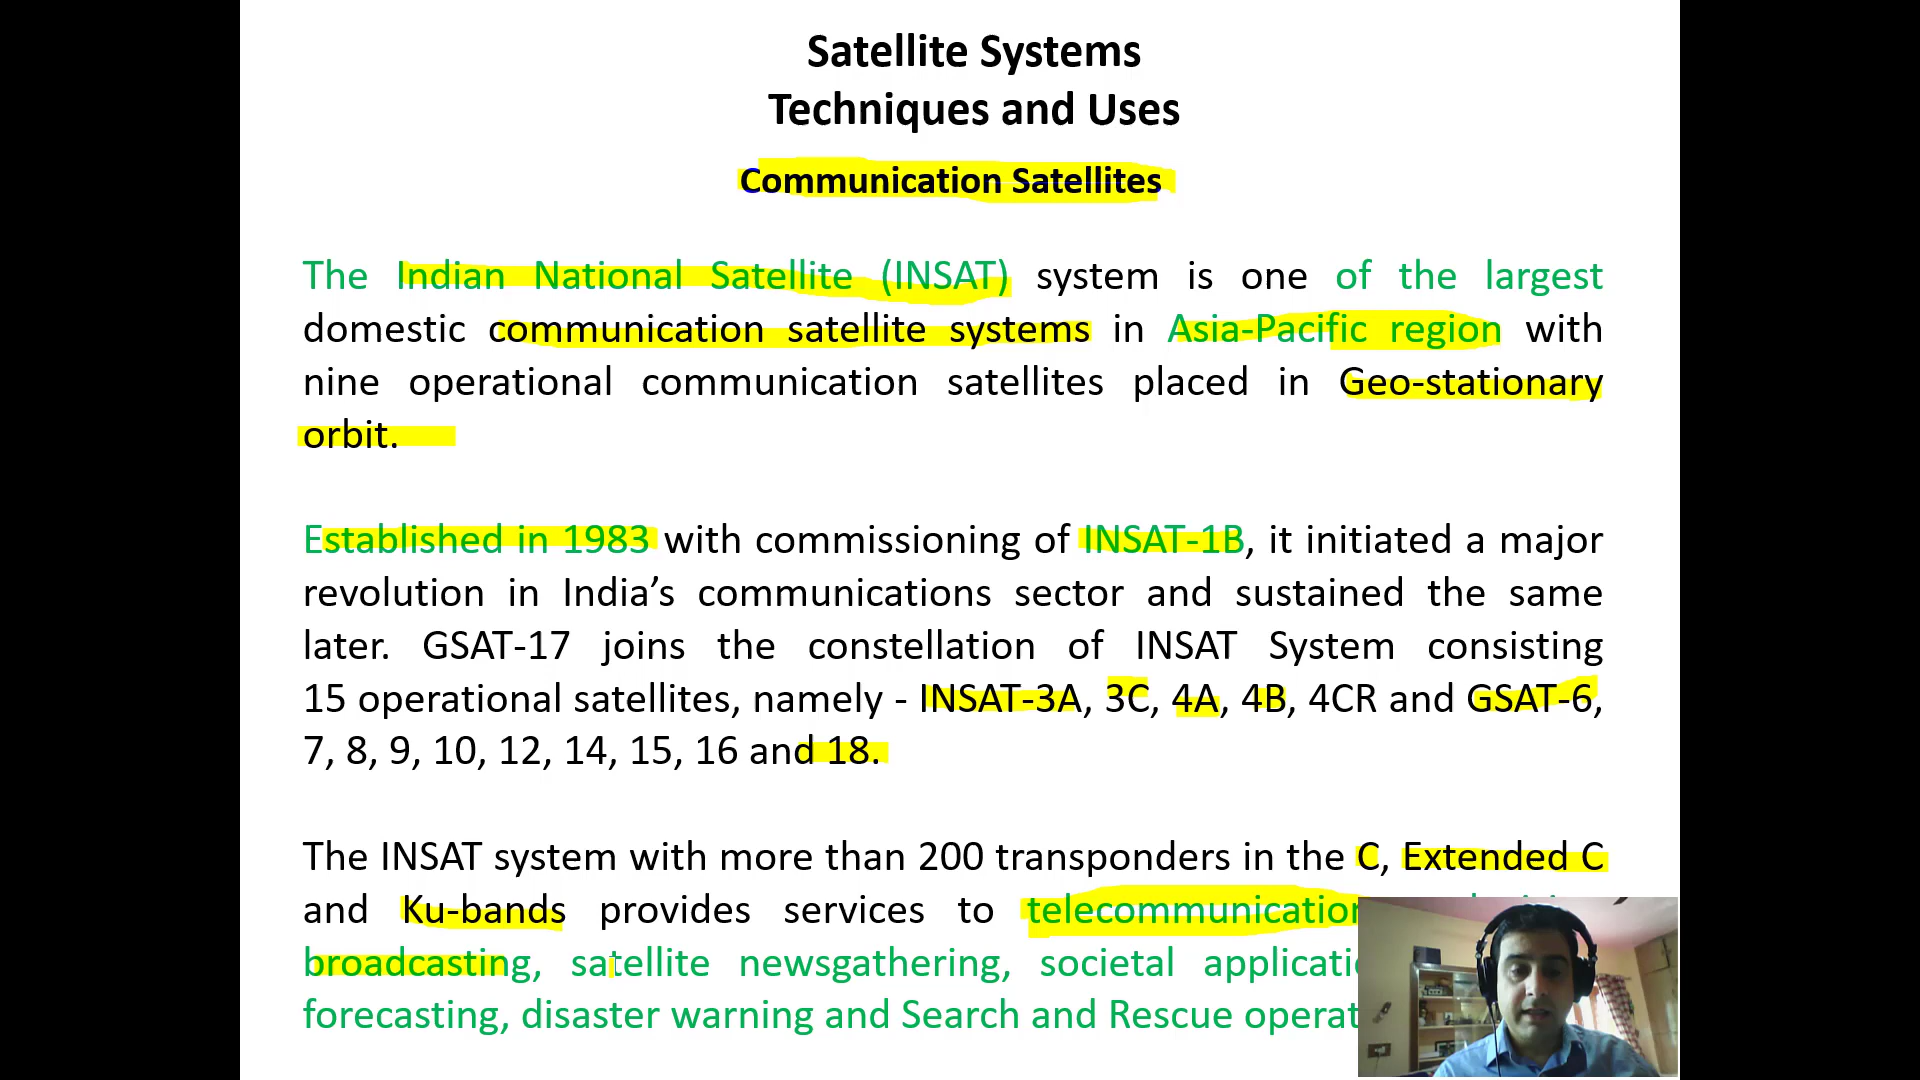 Satellite Systems
Techniques and Uses
Communication Satellites
The Indian National Satellite (INSAT) system is one of the largest
domestic communication satellite systems in Asia-Pacific region with
nine operational communication satellites placed in Geo-stationary
orbit.
Established in 1983 with commissioning of INSAT-1B, it initiated a major
revolution in India’s communications sector and sustained the same
later. GSAT-17 joins the constellation of INSAT System consisting
15 operational satellites, namely - INSAT-3A, 3C, 4A, 4B, 4CR and GSAT-6,
7, 8, 9, 10, 12, 14, 15, 16 and 18.
The INSAT system with more than 200 transponders in the C, Extended C
and Ku-bands provides services to
broadcasting, satellite newsgathering, societal
forecasting, disaster warning and Search and Rescue